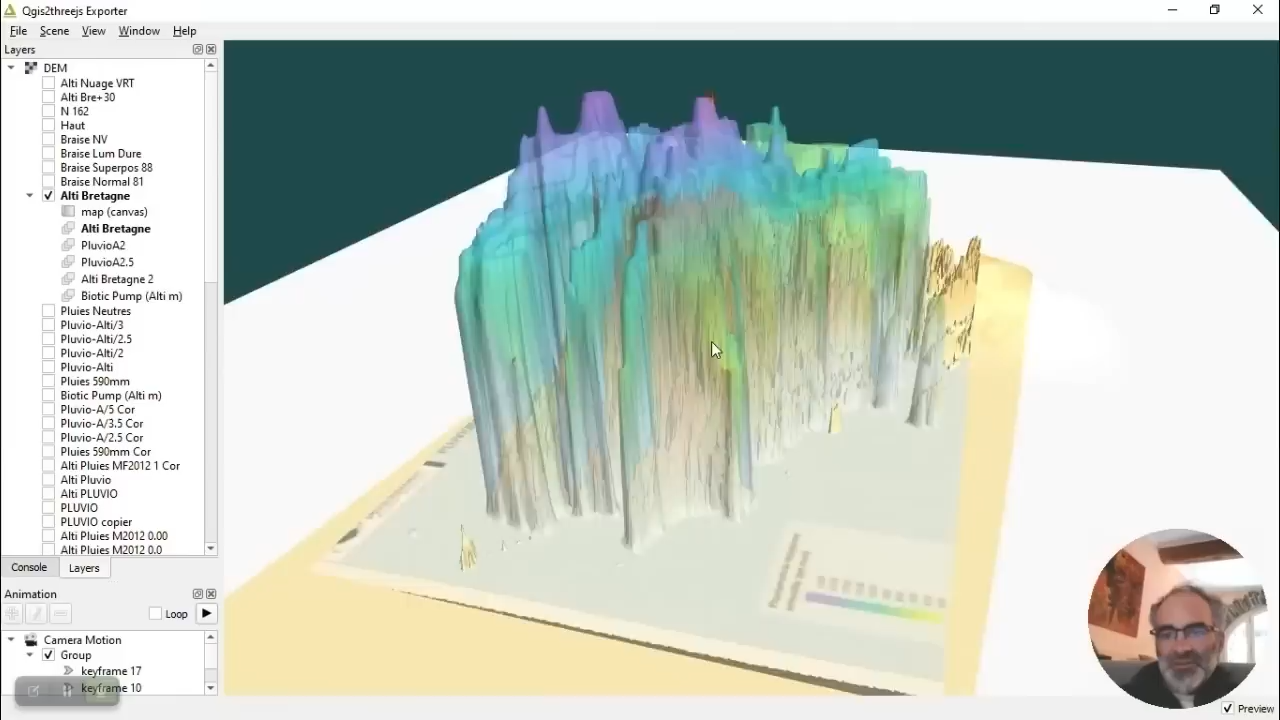 Qgis2threejs Exporter
File Scene View Window Help
Layers
DEM
Alti Nuage VRT
Alti Bre+30
N 162
Haut
Braise NV
Braise Lum Dure
Braise Superpos 88
Braise Normal 81
Alti Bretagne
map (canvas)
Alti Bretagne
PluvioA2
PluvioA2.5
Alti Bretagne 2
Biotic Pump (Alti m)
Pluies Neutres
Pluvio-Alti/3
Pluvio-Alti/2.5
Pluvio-Alti/2
Pluvio-Alti
Pluies 590mm
Biotic Pump (Alti m)
Pluvio-A/5 Cor
Pluvio-A/3.5 Cor
Pluvio-A/2.5 Cor
Pluies 590mm Cor
Alti Pluies MF2012 1 Cor
Alti Pluvio
Alti PLUVIO
PLUVIO
PLUVIO copier
Alti Pluies M2012 0.00
Alti Pluies M2012 0.0
Console Layers
Animation
Loop
Camera Motion
Group
keyframe 17
keyframe 10
Preview